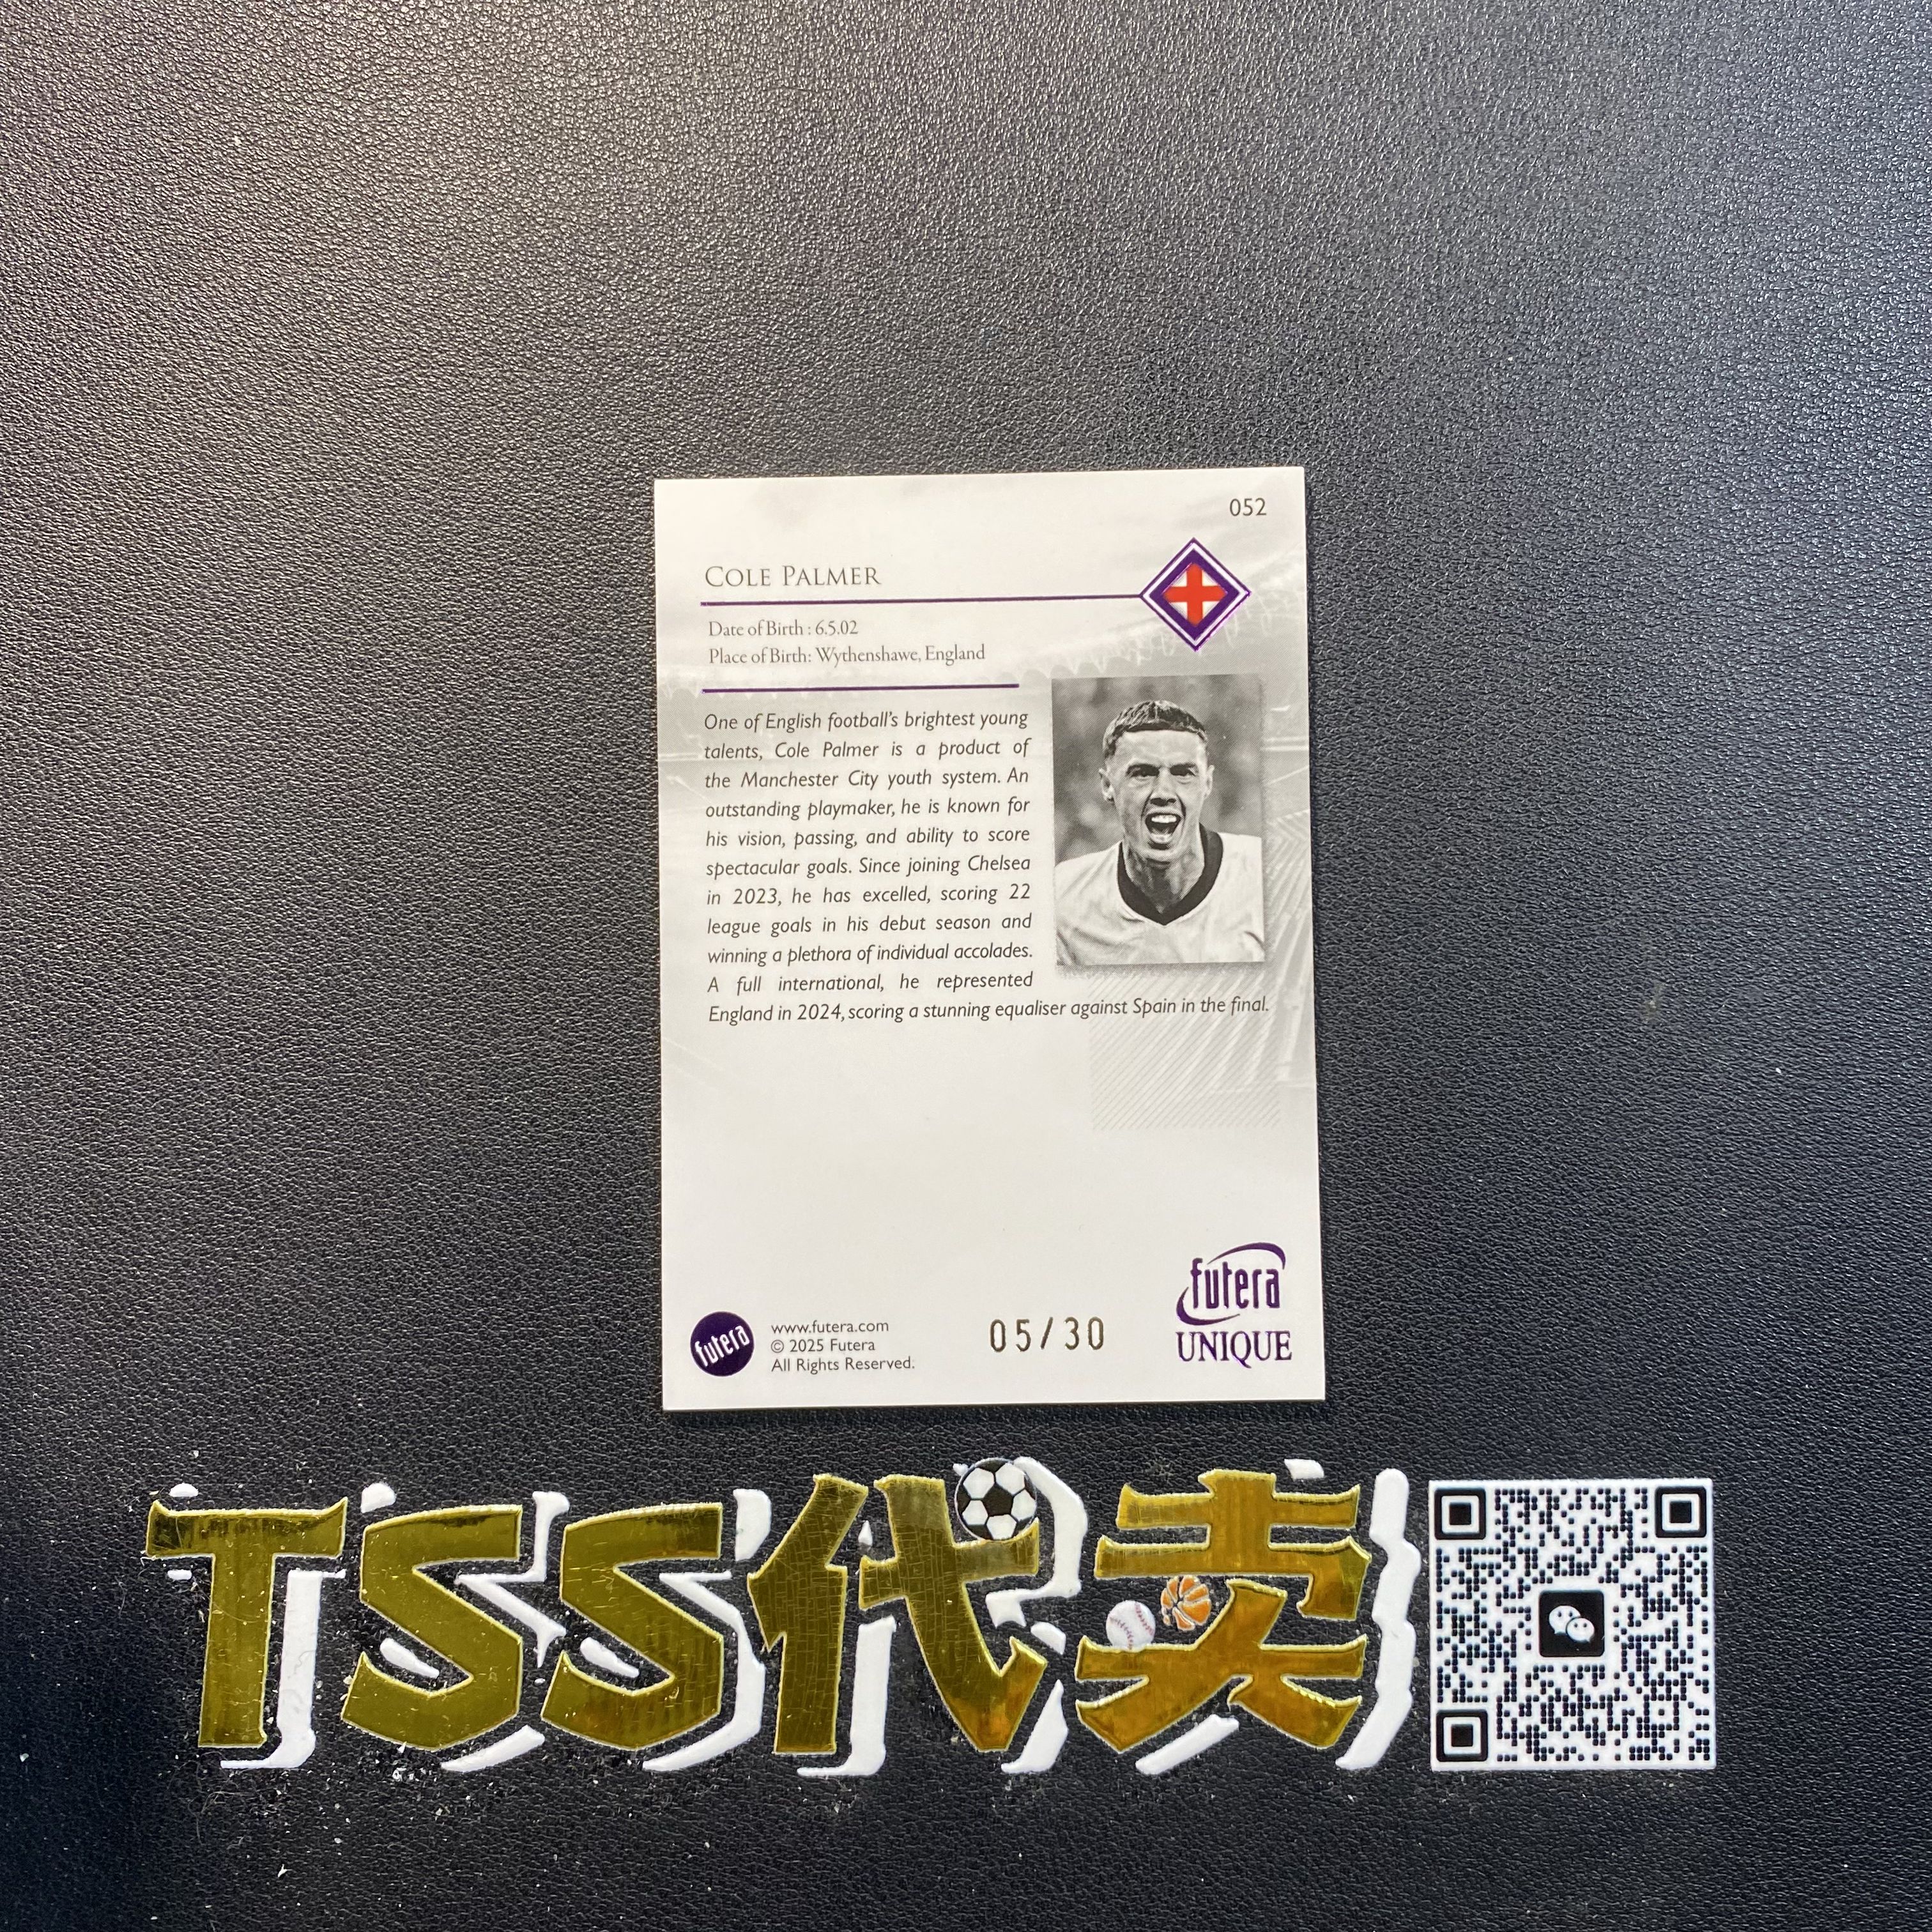 052
COLE PALMER
Date of Birth : 6.5.02
Place of Birth: Wythenshawe, England
One of English football's brightest young
talents, Cole Palmer is a product of
the Manchester City youth system. An
outstanding playmaker, he is known for
his vision, passing, and ability to score
spectacular goals. Since joining Chelsea
in 2023, he has excelled, scoring 22
league goals in his debut season and
winning a plethora of individual accolades.
A full international, he represented
England in 2024, scoring a stunning equaliser against Spain in the final.
futera
UNIQUE
futera
www.futera.com
© 2025 Futera
All Rights Reserved.
05/30
TSS代卖